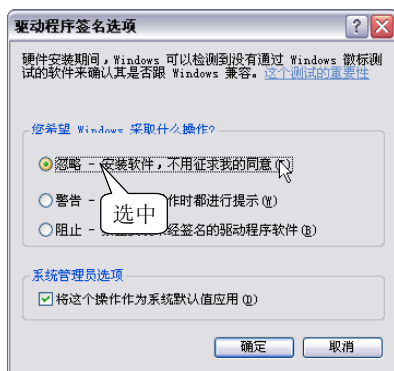 驱动程序签名选项
硬件安装期间，Windows 可以检测到没有通过 Windows 徽标测
试的软件来确认其是否跟 Windows 兼容。这个测试的重要性
您希望 Windows 采取什么操作?
忽略 - 安装软件，不用征求我的同意
警告 - 作时都进行提示(W)
选中
阻止 - 经签名的驱动程序软件(B)
系统管理员选项
将这个操作作为系统默认值应用(D)
确定 取消